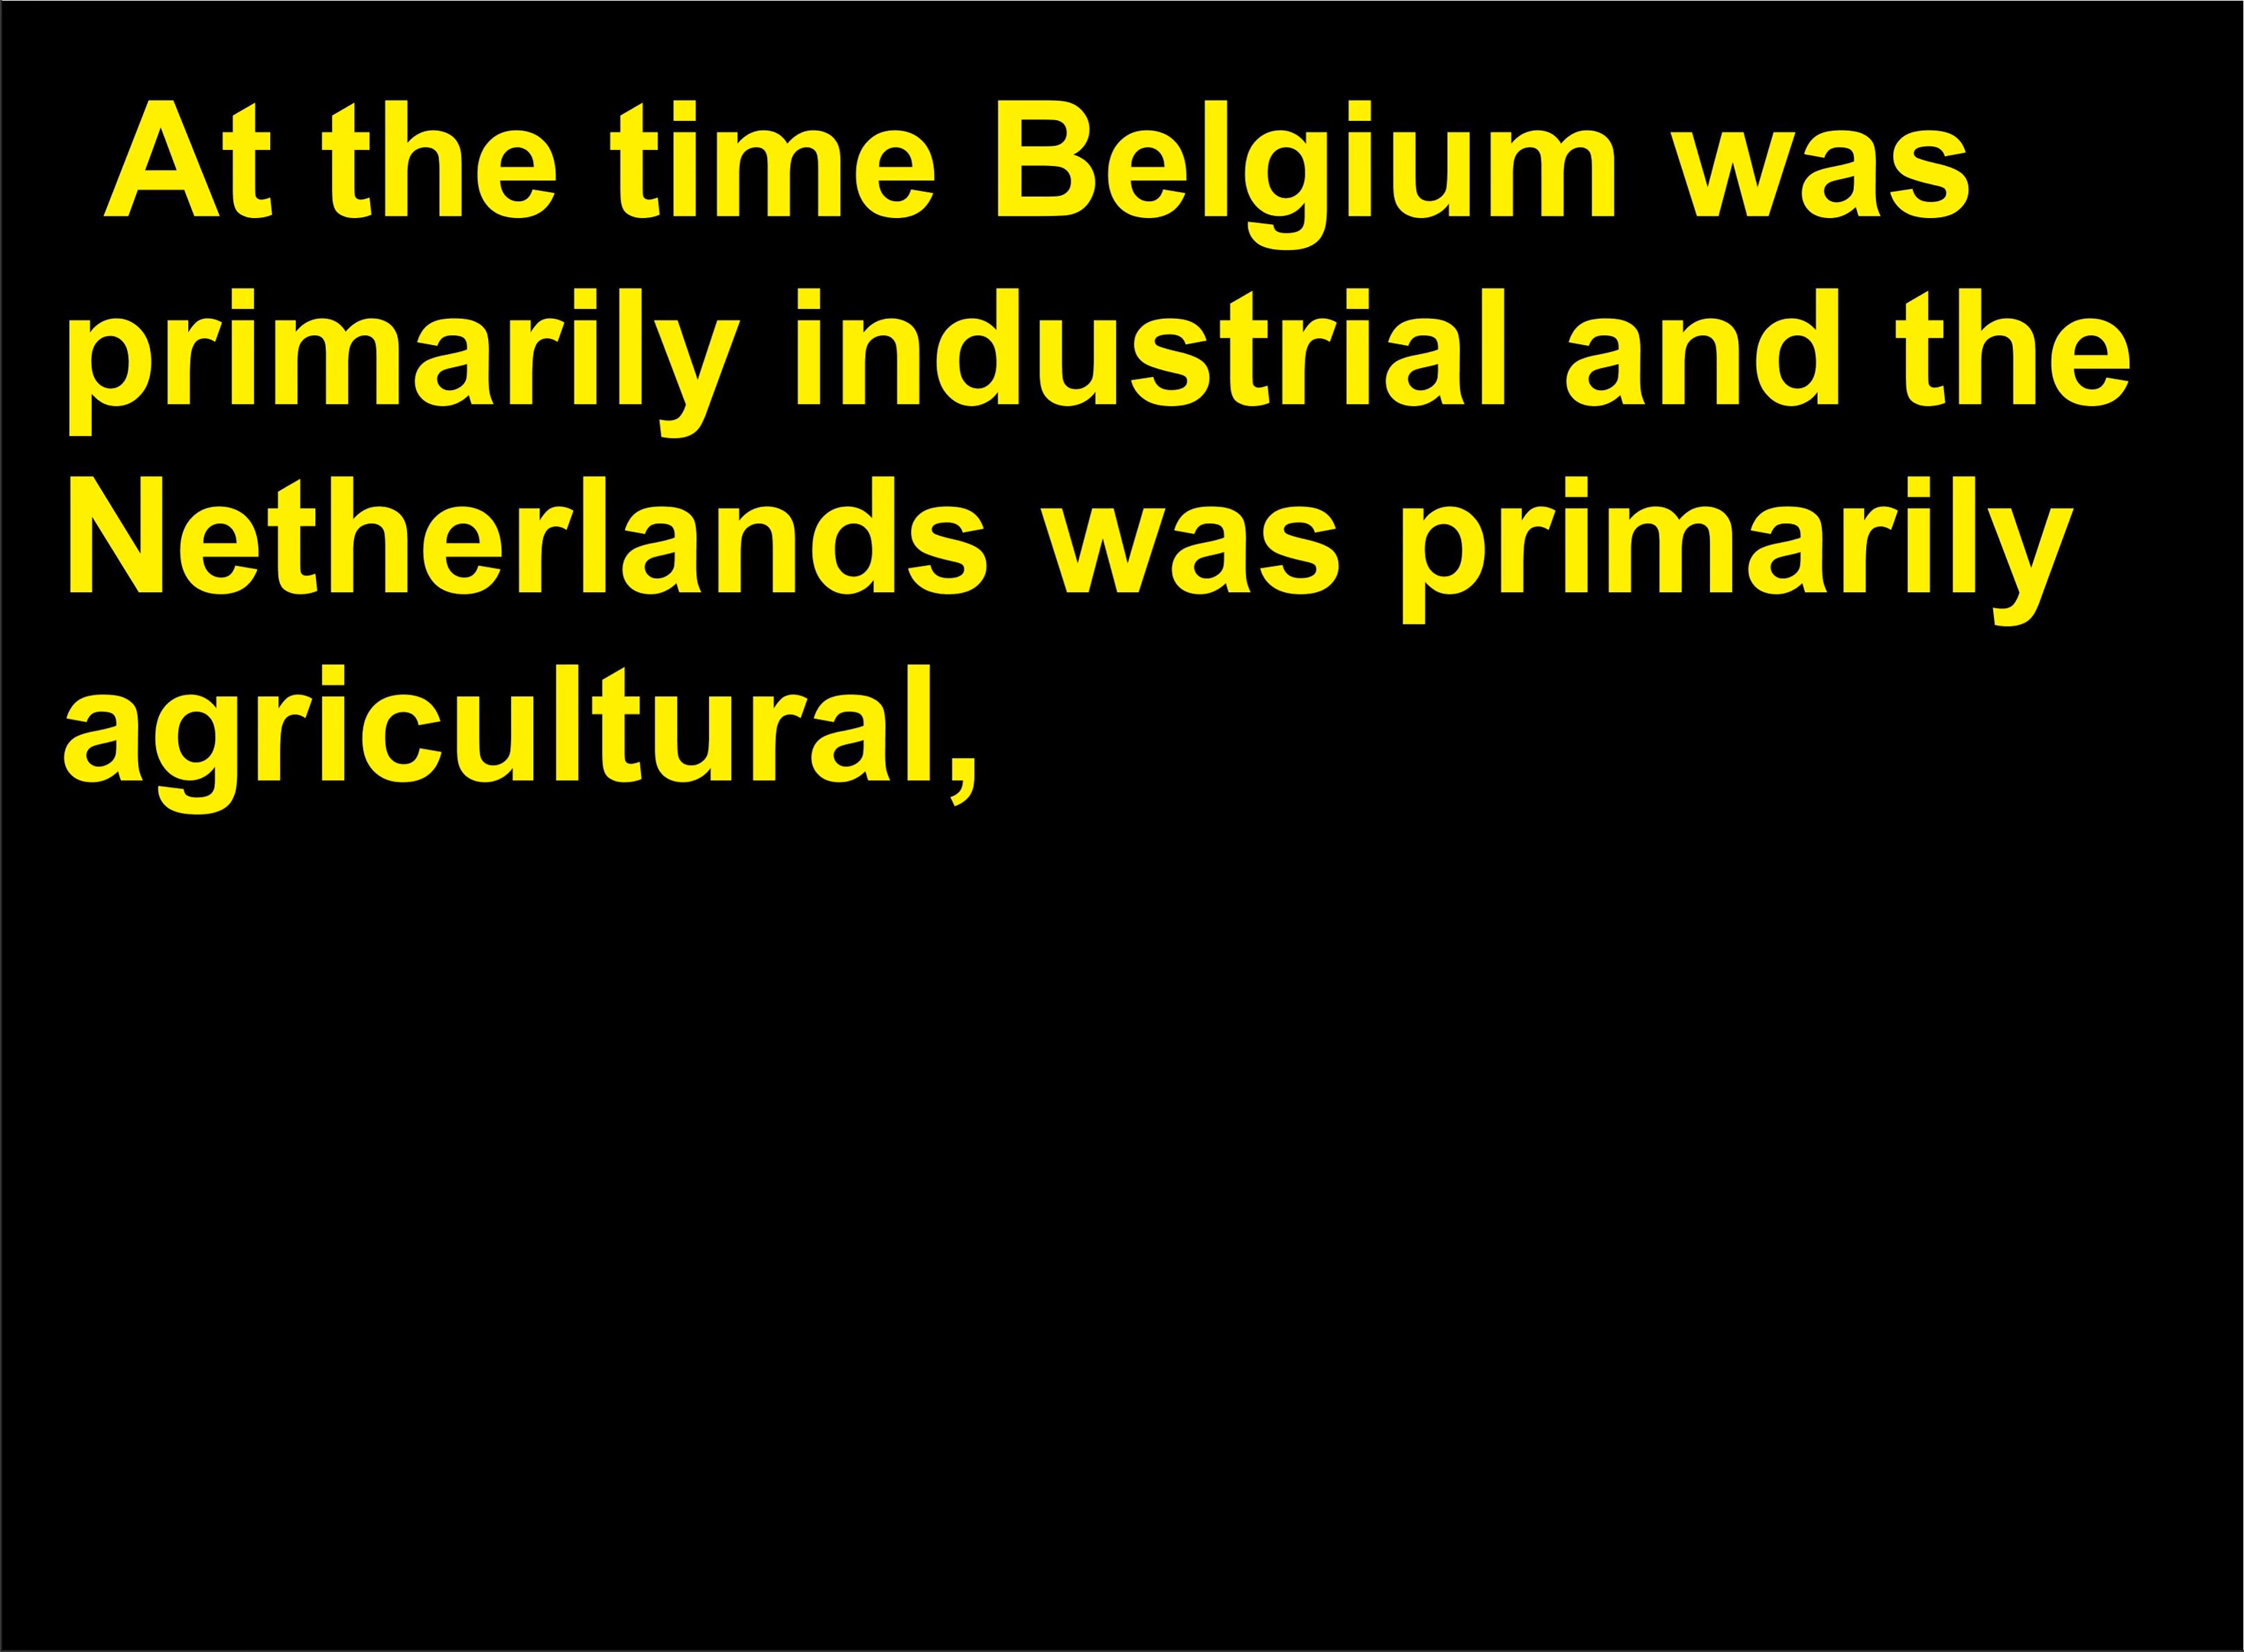 At the time Belgium was
primarily industrial and the
Netherlands was primarily
agricultural,